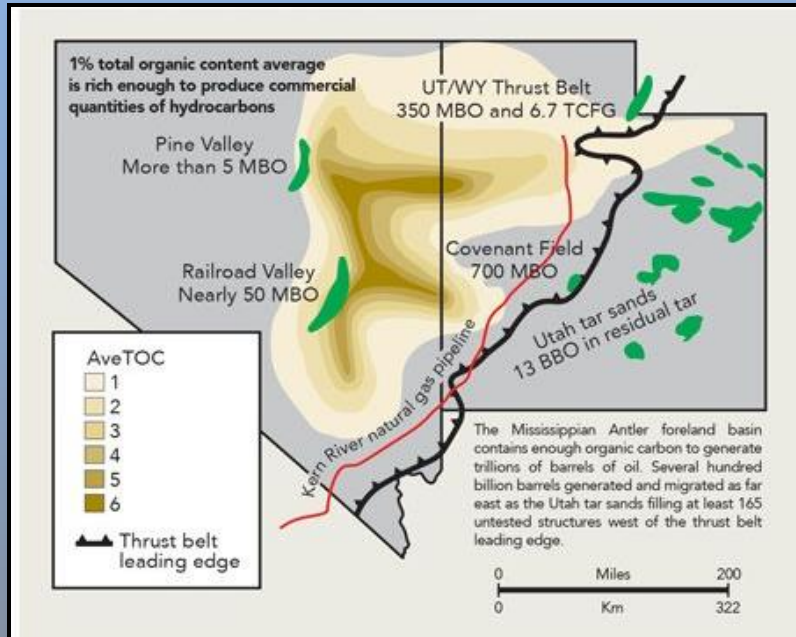 1% total organic content average
is rich enough to produce commercial
quantities of hydrocarbons
UT/WY Thrust Belt
350 MBO and 6.7 TCFG
Pine Valley
More than 5 MBO
Railroad Valley
Nearly 50 MBO
Covenant Field
700 MBO
Utah tar sands
13 BBO in residual tar
Kern River natural gas pipeline
AveTOC
1
2
3
4
5
6
Thrust belt
leading edge
The Mississippian Antler foreland basin
contains enough organic carbon to generate
trillions of barrels of oil. Several hundred
billion barrels generated and migrated as far
east as the Utah tar sands filling at least 165
untested structures west of the thrust belt
leading edge.
0 Miles 200
0 Km 322